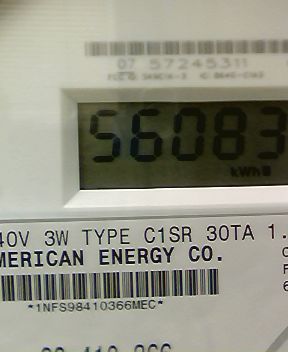 07 57245311
56083
kWh
40V 3W TYPE C1SR 30TA 1.
MERICAN ENERGY CO.
*1NFS98410366MEC*